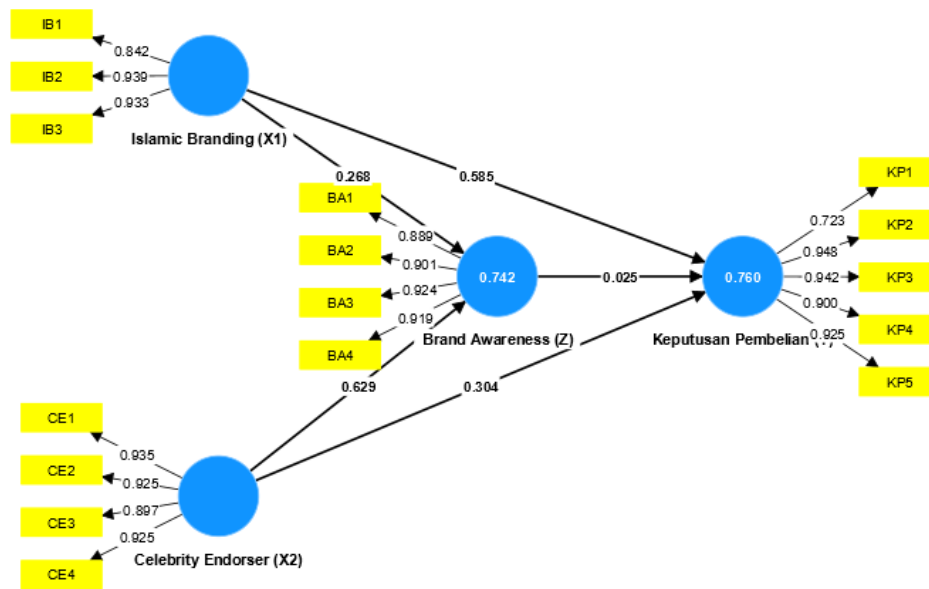 IB1
0.842
IB2
0.939
IB3
0.933
Islamic Branding (X1)
0.268
0.585
BA1
0.889
BA2
0.901
BA3
0.924
BA4
0.919
0.742
Brand Awareness (Z)
0.025
0.760
Keputusan Pembelian
KP1
0.723
KP2
0.948
KP3
0.942
KP4
0.900
KP5
0.925
0.629
0.304
CE1
0.935
CE2
0.925
CE3
0.897
CE4
0.925
Celebrity Endorser (X2)